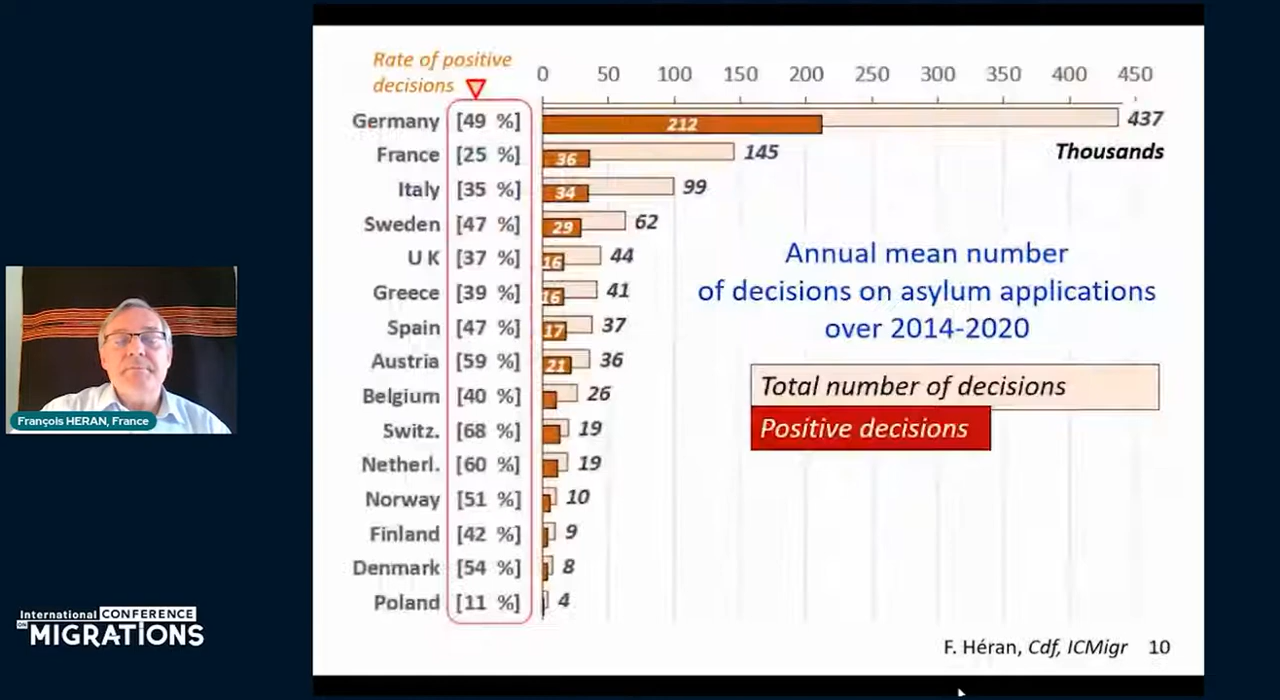 Rate of positive
decisions
0 50 100 150 200 250 300 350 400 450
Germany [49 %] 212 437
France [25 %] 36 145 Thousands
Italy [35 %] 34 99
Sweden [47 %] 29 62
U K [37 %] 16 44
Greece [39 %] 16 41
Spain [47 %] 17 37
Austria [59 %] 21 36
Belgium [40 %] 26
Switz. [68 %] 19
Netherl. [60 %] 19
Norway [51 %] 10
Finland [42 %] 9
Denmark [54 %] 8
Poland [11 %] 4
Annual mean number
of decisions on asylum applications
over 2014-2020
Total number of decisions
Positive decisions
F. Héran, Cdf, ICMigr 10
François HERAN, France
International CONFERENCE
ON MIGRATIONS